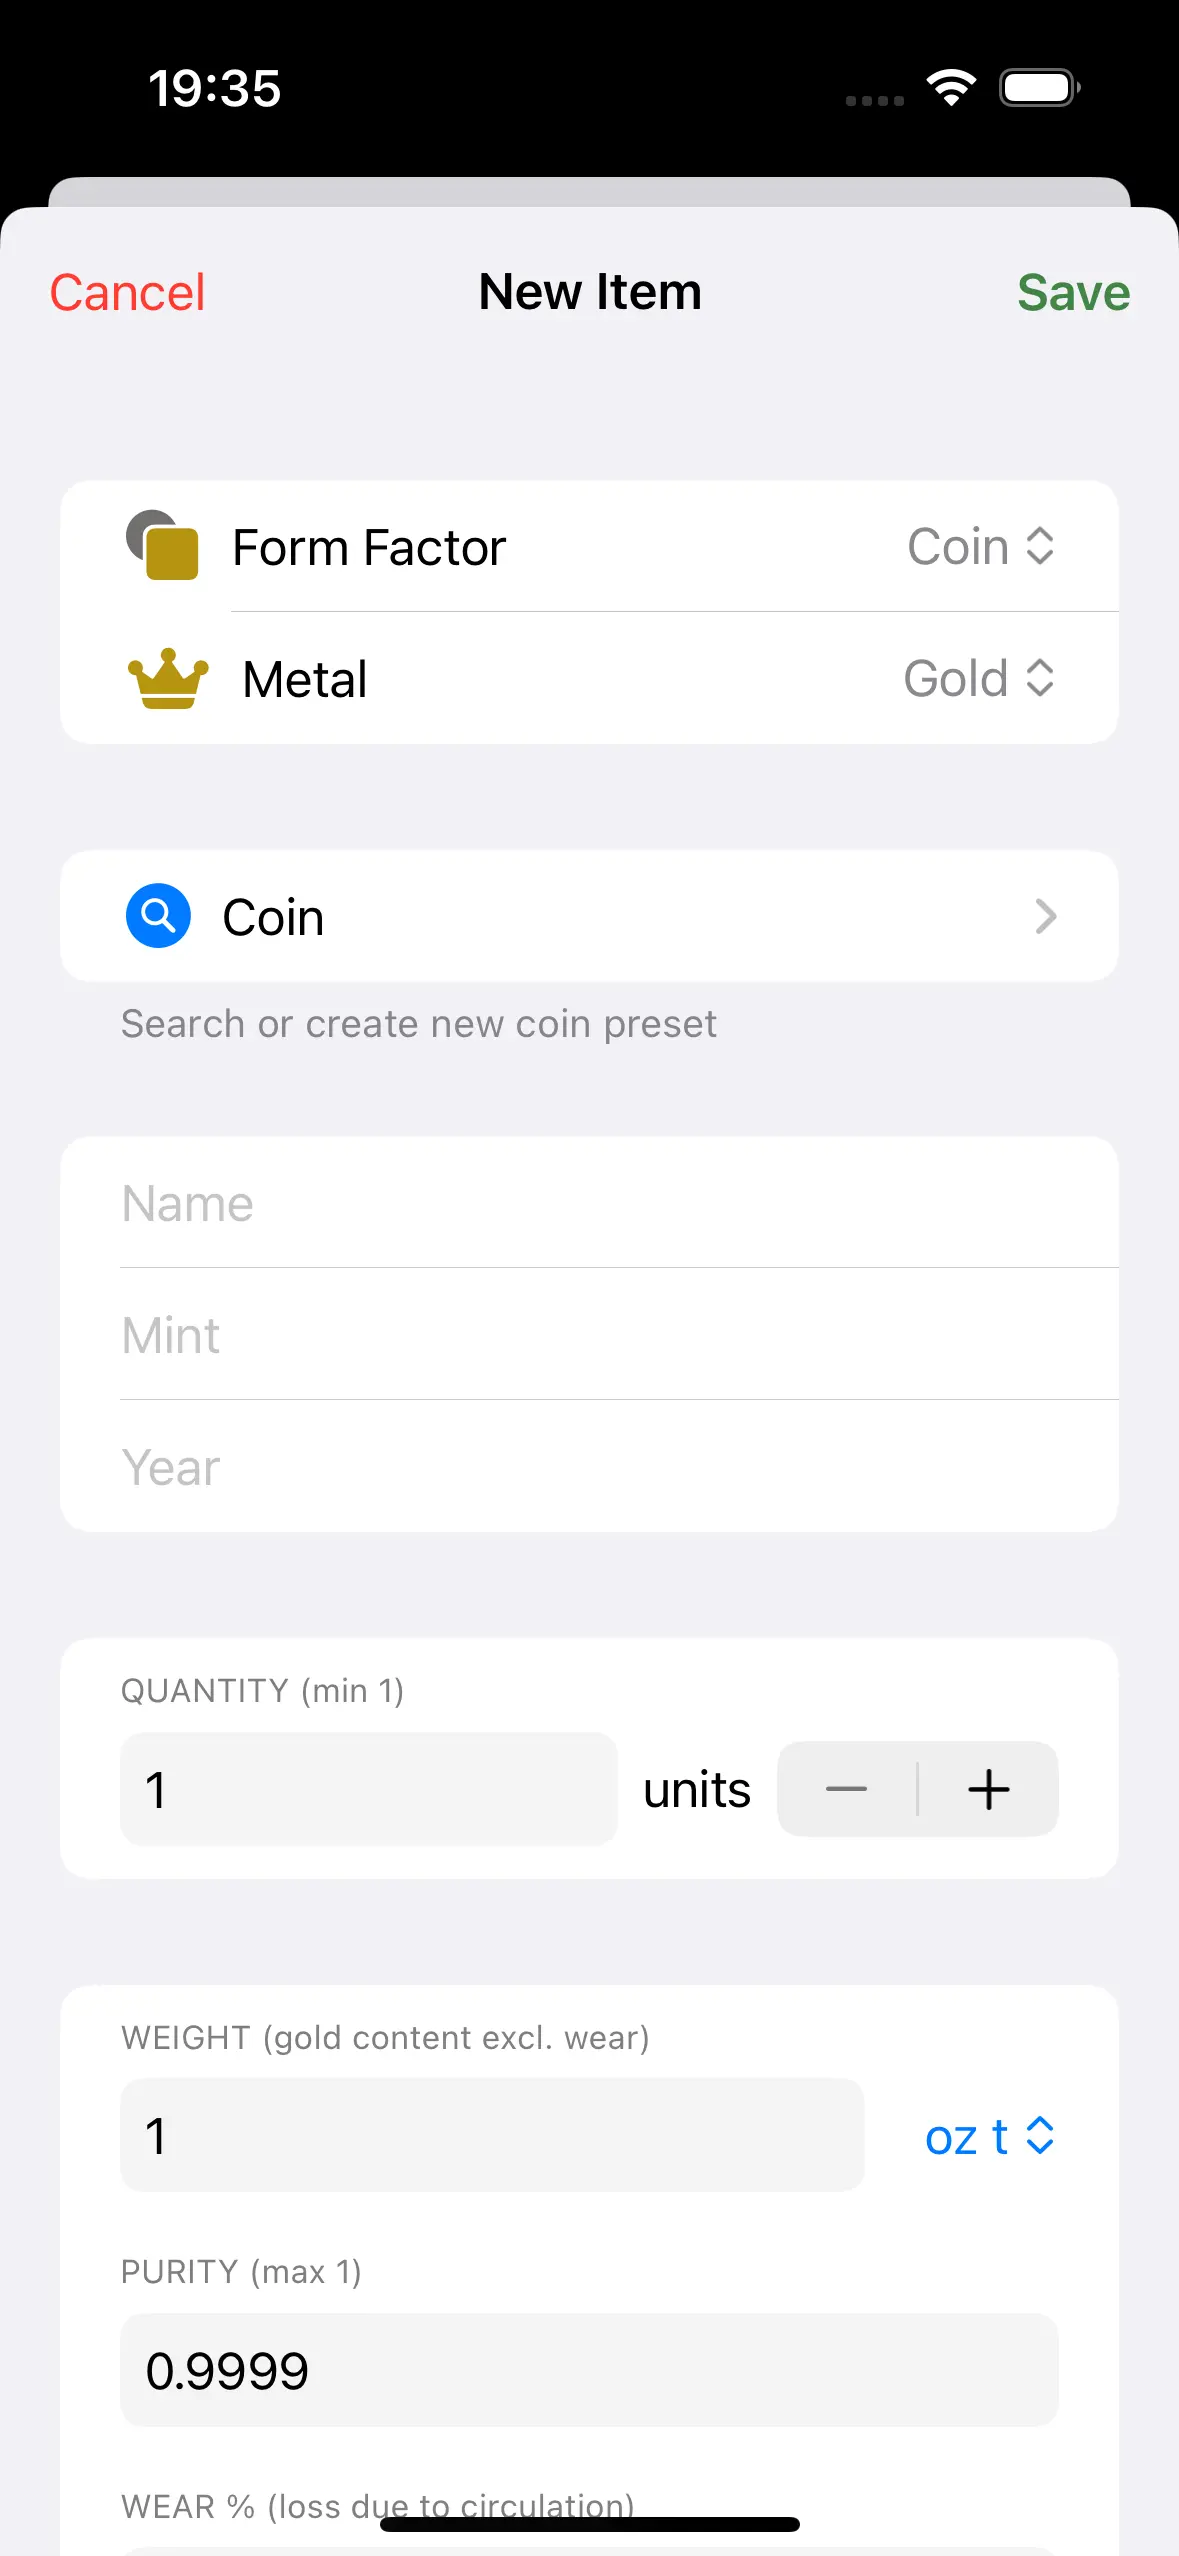 19:35
Cancel New Item Save
Form Factor Coin
Metal Gold
Coin
Search or create new coin preset
Name
Mint
Year
QUANTITY (min 1)
1 units
WEIGHT (gold content excl. wear)
1 oz t
PURITY (max 1)
0.9999
WEAR % (loss due to circulation)